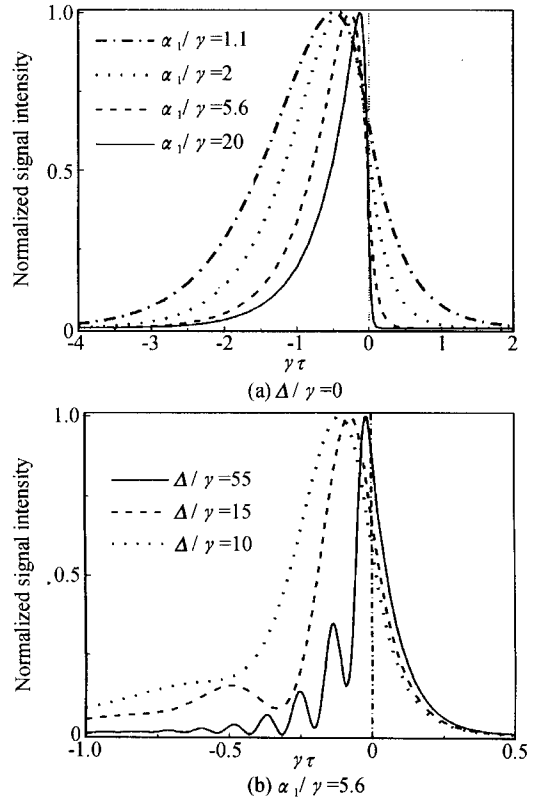 1.0
α₁/γ=1.1
α₁/γ=2
α₁/γ=5.6
α₁/γ=20
Normalized signal intensity
0.5
0
-4 -3 -2 -1 0 1 2
γτ
(a) Δ/γ=0
1.0
Δ/γ=55
Δ/γ=15
Δ/γ=10
Normalized signal intensity
0.5
0
-1.0 -0.5 0 0.5
γτ
(b) α₁/γ=5.6